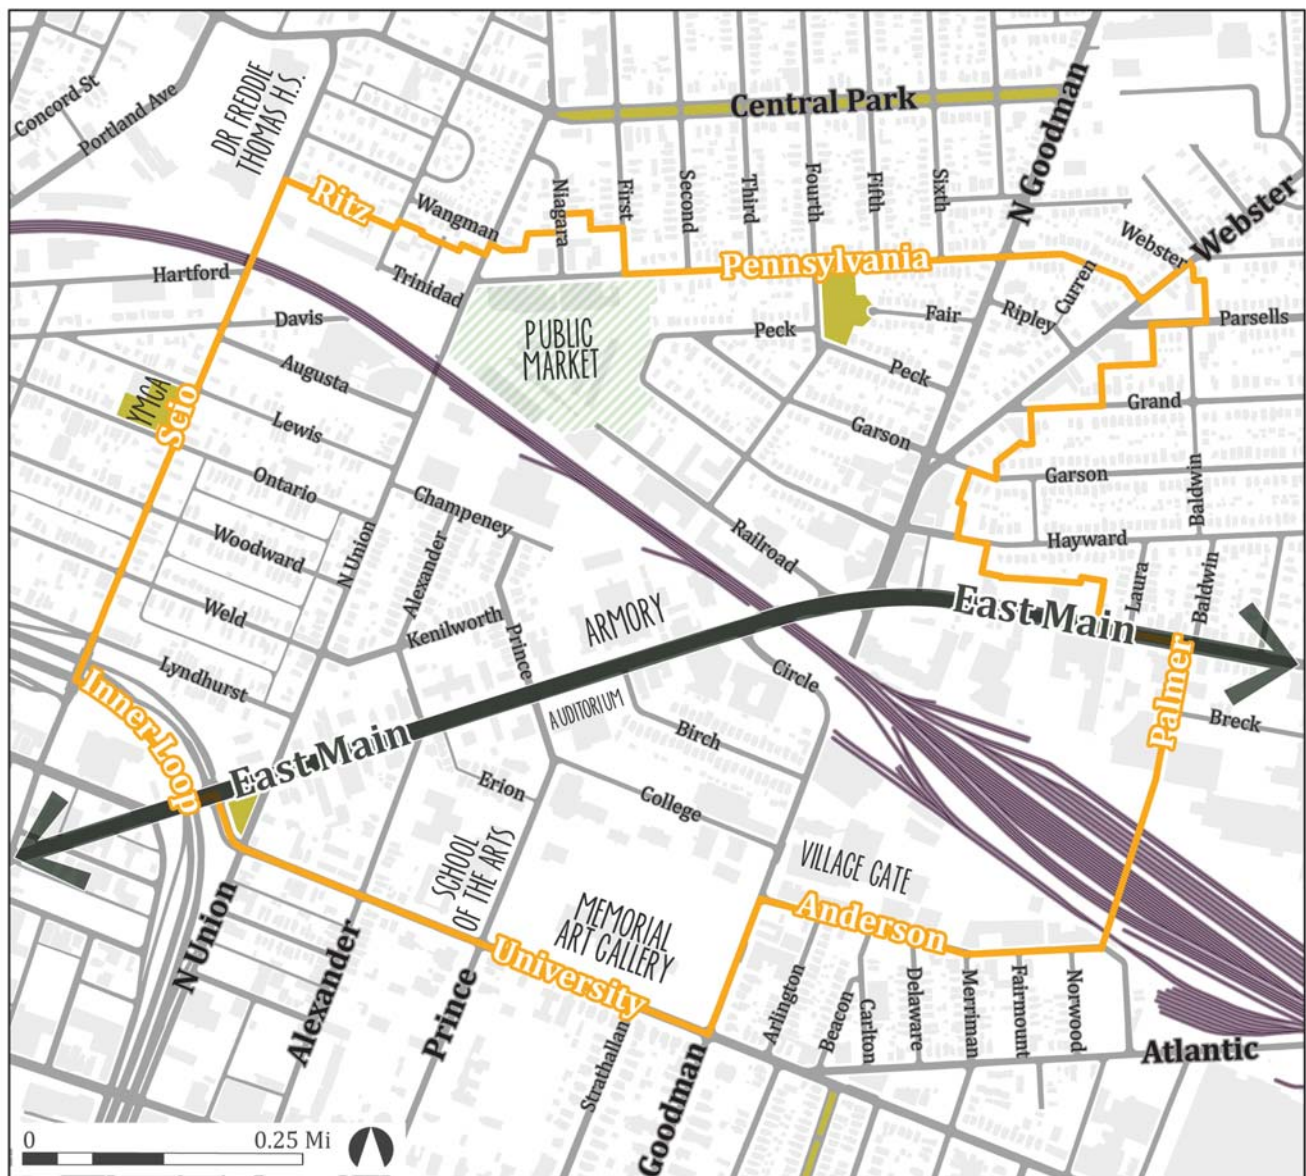 Concord St
Portland Ave
DR FREDDIE
THOMAS H.S.
Central Park
N Goodman
Ritz
Wangman
Niagara
First
Second
Third
Fourth
Fifth
Sixth
Webster
Webster
Hartford
Trinidad
Pennsylvania
Curren
Ripley
Fair
Parsells
Davis
PUBLIC
MARKET
Peck
Peck
Augusta
YMCA
Scio
Lewis
Grand
Garson
Garson
Ontario
Champeney
Baldwin
Woodward
N Union
Alexander
Railroad
Hayward
Laura
Baldwin
Weld
Kenilworth
Prince
ARMORY
East Main
Lyndhurst
Circle
Palmer
Inner Loop
AUDITORIUM
Birch
Breck
East Main
Erion
College
SCHOOL
OF THE ARTS
VILLAGE GATE
MEMORIAL
ART GALLERY
Anderson
N Union
Alexander
Prince
University
Strathallan
Goodman
Arlington
Beacon
Carlton
Delaware
Merriman
Fairmount
Norwood
Atlantic
0
0.25 Mi